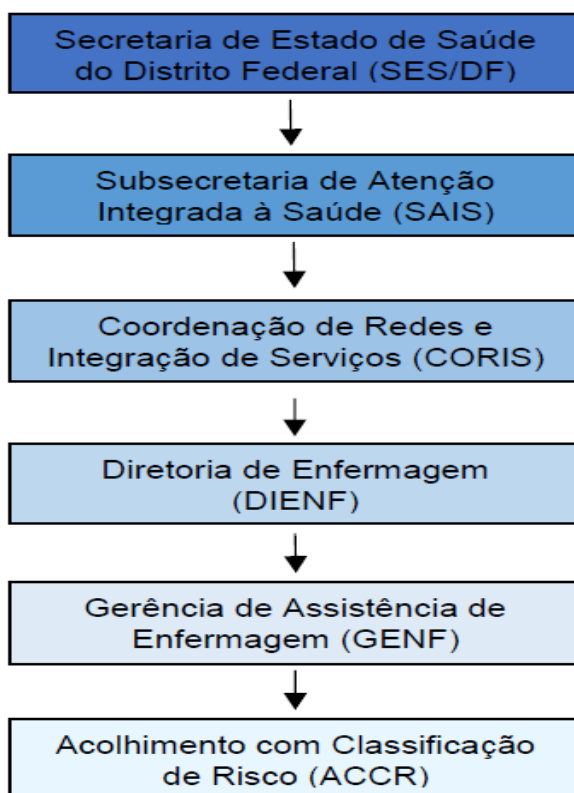 Secretaria de Estado de Saúde
do Distrito Federal (SES/DF)
Subsecretaria de Atenção
Integrada à Saúde (SAIS)
Coordenação de Redes e
Integração de Serviços (CORIS)
Diretoria de Enfermagem
(DIENF)
Gerência de Assistência de
Enfermagem (GENF)
Acolhimento com Classificação
de Risco (ACCR)